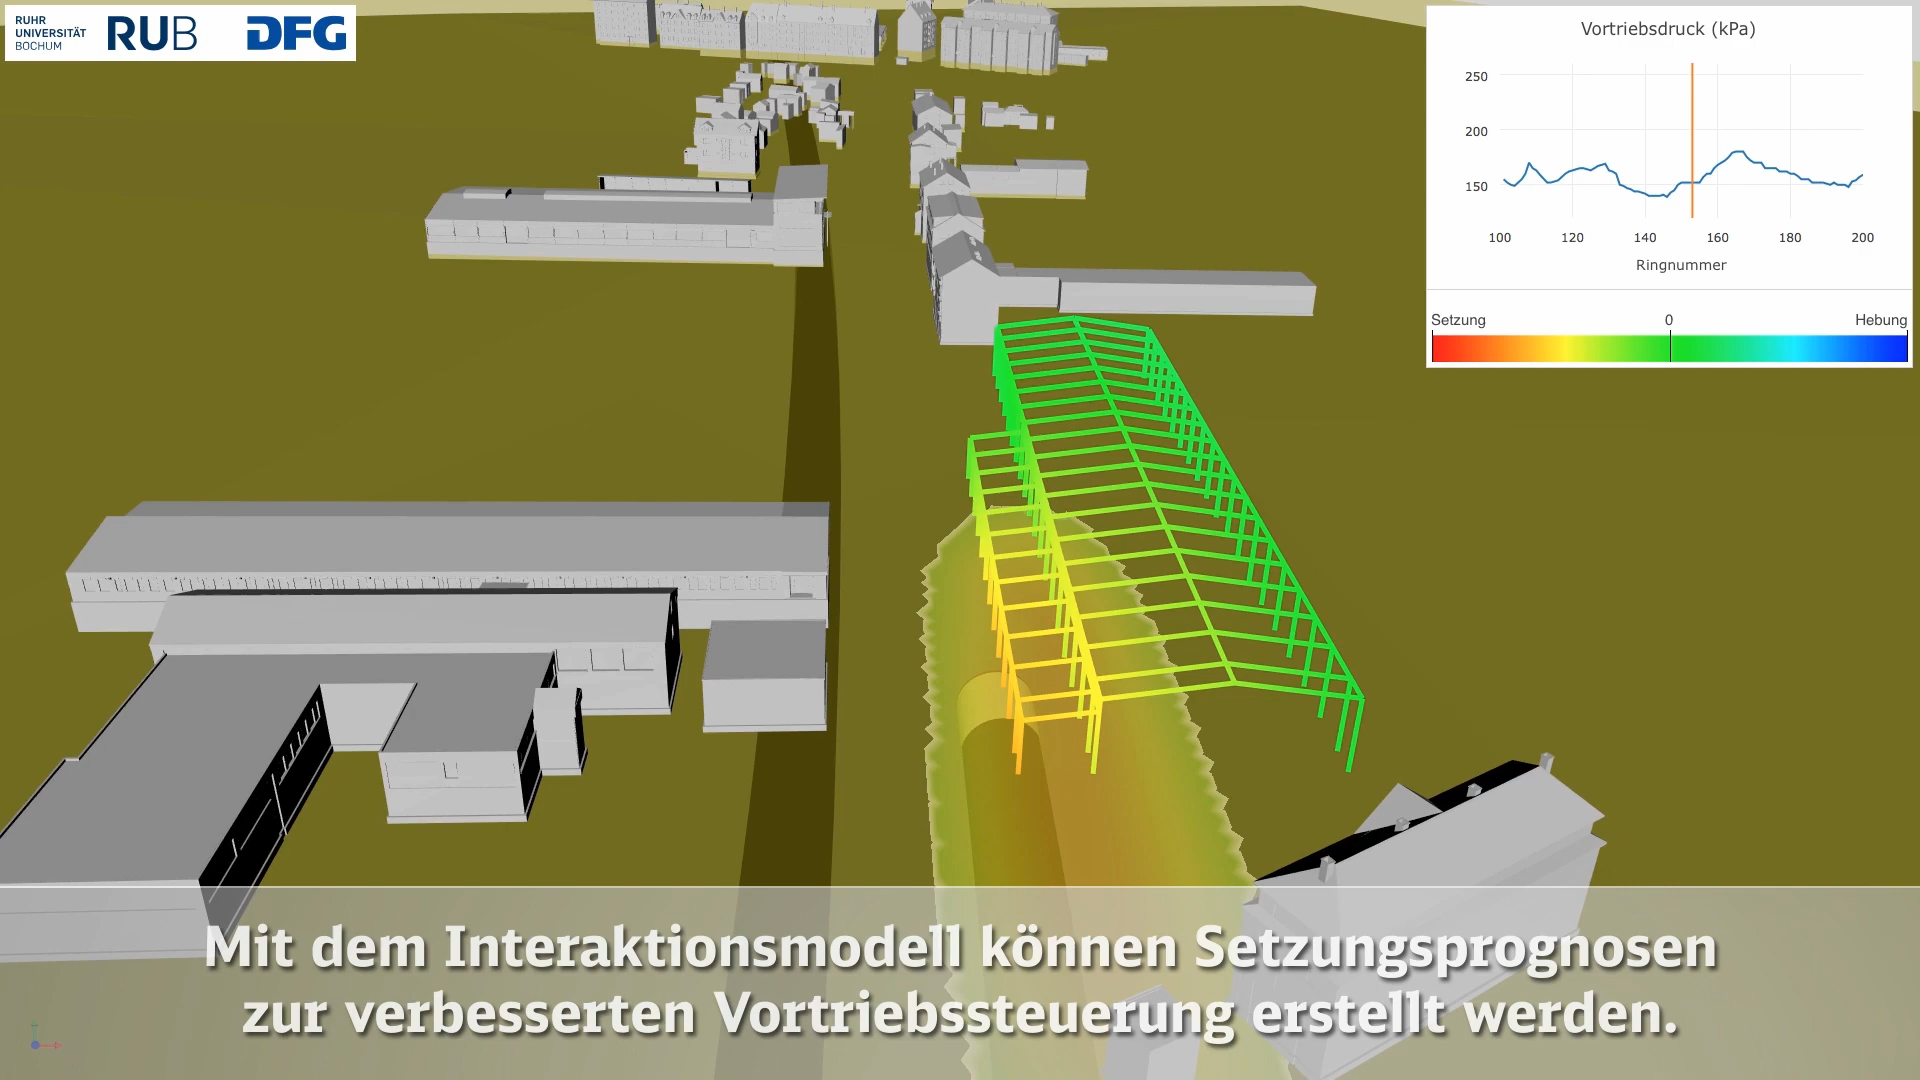 RUHR
UNIVERSITÄT
BOCHUM
RUB
DFG
Vortriebsdruck (kPa)
250
200
150
100 120 140 160 180 200
Ringnummer
Setzung 0 Hebung
Mit dem Interaktionsmodell können Setzungsprognosen
zur verbesserten Vortriebssteuerung erstellt werden.